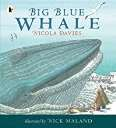 BIG BLUE
WHALE
NICOLA DAVIES
illustrated by NICK MALAND